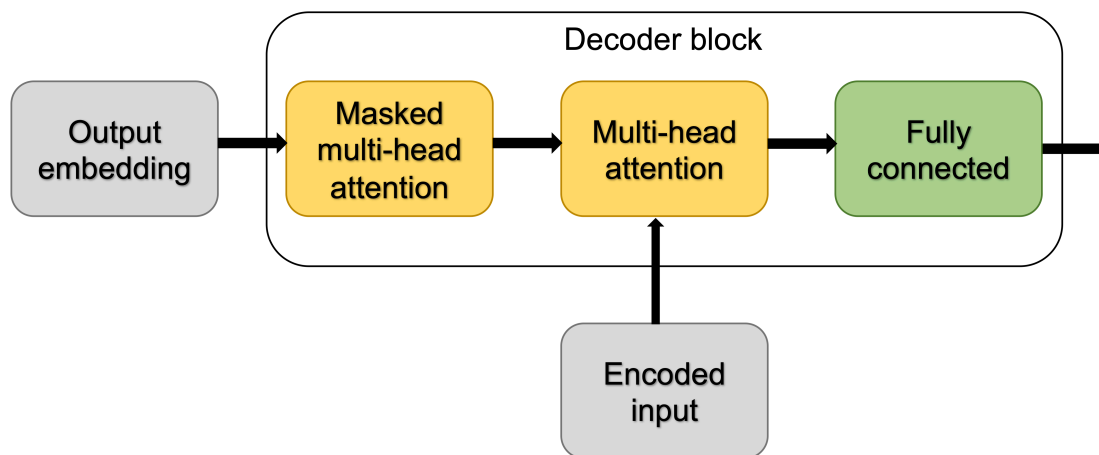 Decoder block
Output
embedding
Masked
multi-head
attention
Multi-head
attention
Fully
connected
Encoded
input